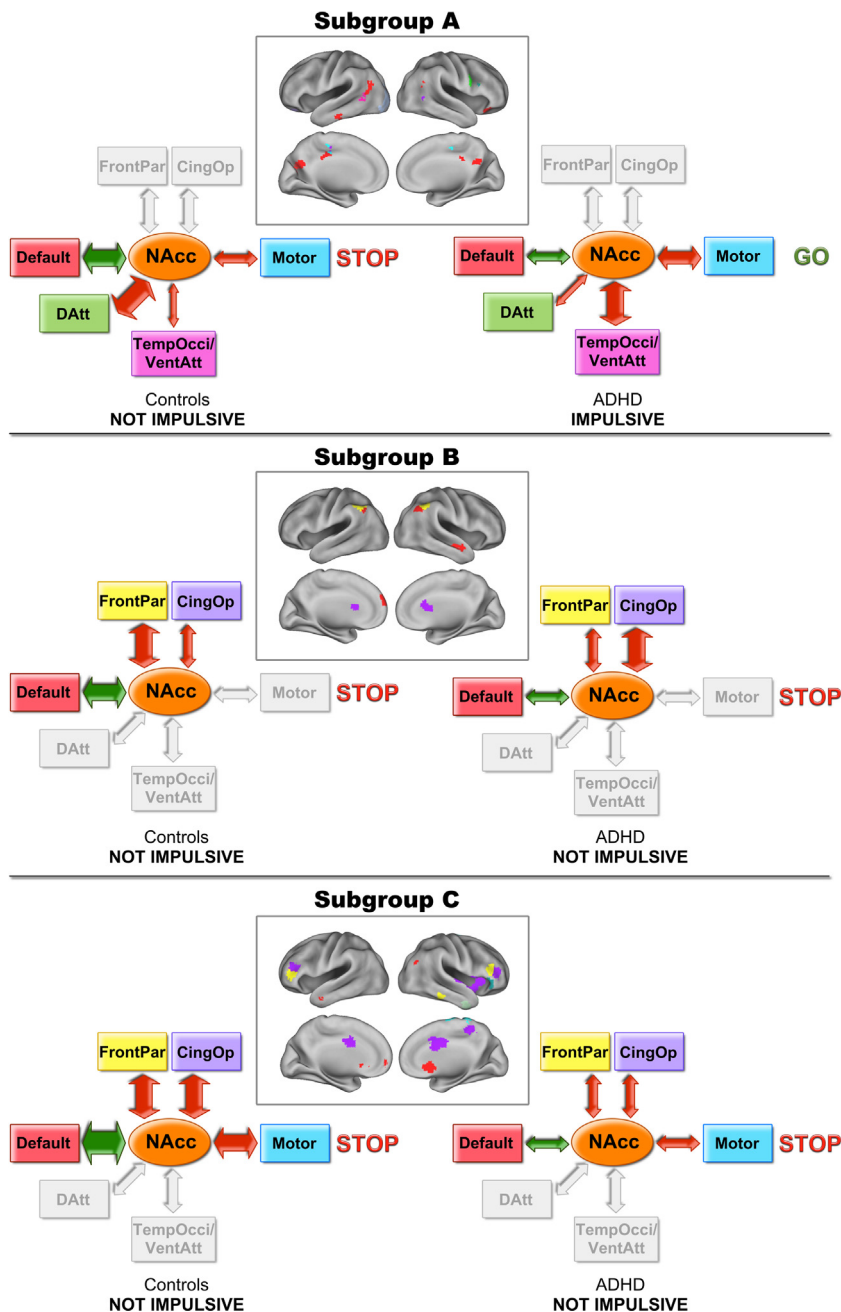 Subgroup A
FrontPar CingOp
Default NAcc Motor STOP
DAtt
TempOcci/
VentAtt
Controls
NOT IMPULSIVE
FrontPar CingOp
Default NAcc Motor GO
DAtt
TempOcci/
VentAtt
ADHD
IMPULSIVE
Subgroup B
FrontPar CingOp
Default NAcc Motor STOP
DAtt
TempOcci/
VentAtt
Controls
NOT IMPULSIVE
FrontPar CingOp
Default NAcc Motor STOP
DAtt
TempOcci/
VentAtt
ADHD
NOT IMPULSIVE
Subgroup C
FrontPar CingOp
Default NAcc Motor STOP
DAtt
TempOcci/
VentAtt
Controls
NOT IMPULSIVE
FrontPar CingOp
Default NAcc Motor STOP
DAtt
TempOcci/
VentAtt
ADHD
NOT IMPULSIVE